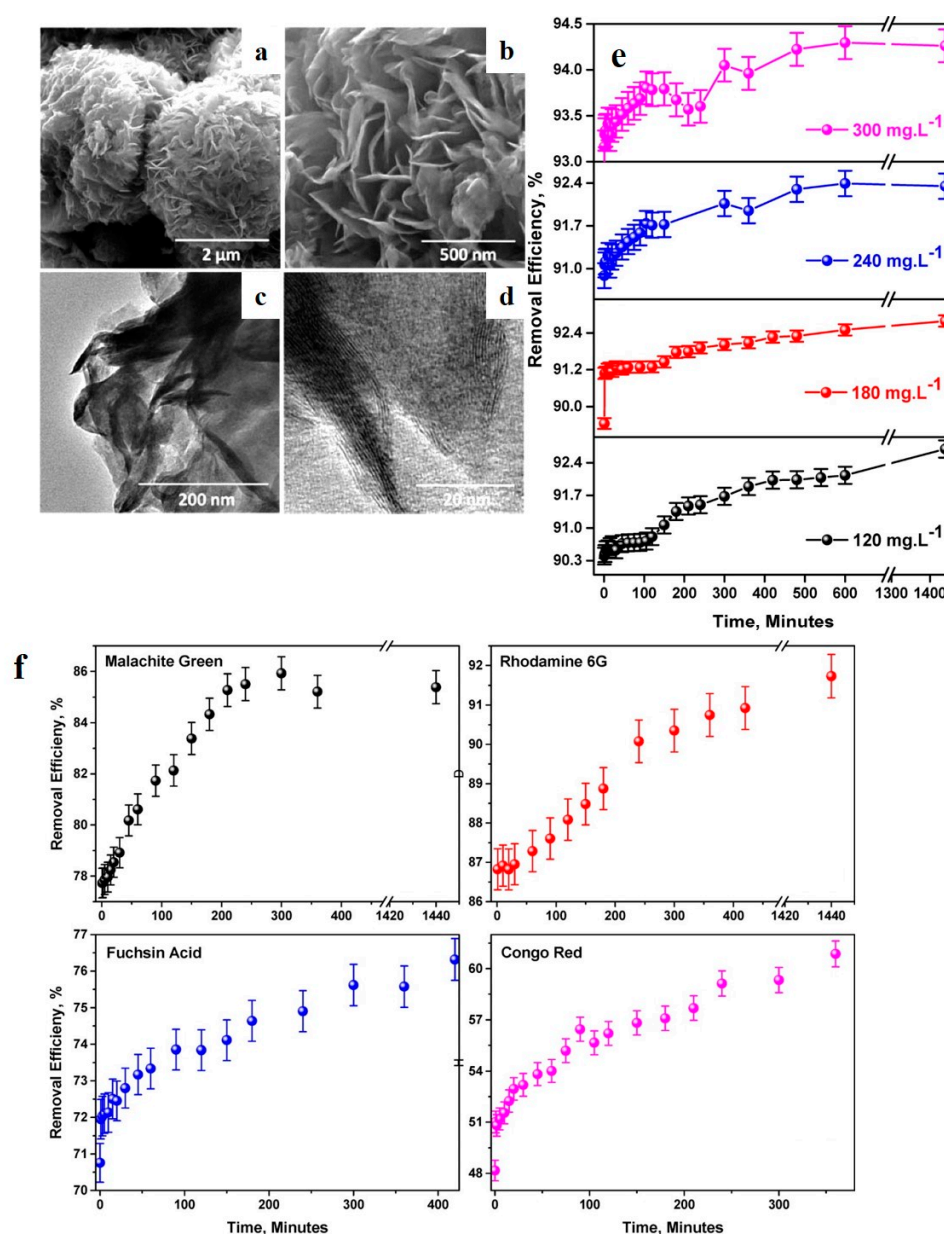 a
2 µm
b
500 nm
c
200 nm
d
20 nm
e
Removal Efficiency, %
94.5
94.0
93.5
93.0
300 mg.L-1
92.4
91.7
91.0
240 mg.L-1
92.4
91.2
90.0
180 mg.L-1
92.4
91.7
91.0
90.3
120 mg.L-1
0 100 200 300 400 500 600 1300 1400
Time, Minutes
f
Malachite Green
Removal Efficieny, %
86
84
82
80
78
0 100 200 300 1420 1440
Rhodamine 6G
D
92
91
90
89
88
87
86
0 100 200 300 400 1420 1440
Fuchsin Acid
Removal Efficieny, %
77
76
75
74
73
72
71
70
0 100 200 300 400
Time, Minutes
Congo Red
H
60
57
54
51
48
0 100 200 300
Time, Minutes